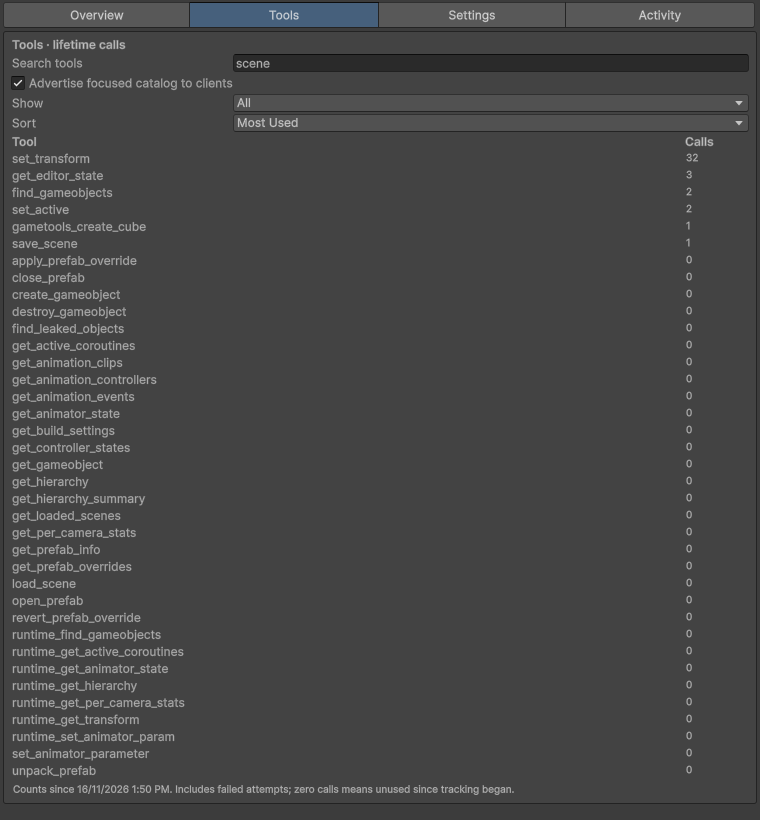 Overview Tools Settings Activity
Tools · lifetime calls
Search tools scene
Advertise focused catalog to clients
Show All
Sort Most Used
Tool Calls
set_transform 32
get_editor_state 3
find_gameobjects 2
set_active 2
gametools_create_cube 1
save_scene 1
apply_prefab_override 0
close_prefab 0
create_gameobject 0
destroy_gameobject 0
find_leaked_objects 0
get_active_coroutines 0
get_animation_clips 0
get_animation_controllers 0
get_animation_events 0
get_animator_state 0
get_build_settings 0
get_controller_states 0
get_gameobject 0
get_hierarchy 0
get_hierarchy_summary 0
get_loaded_scenes 0
get_per_camera_stats 0
get_prefab_info 0
get_prefab_overrides 0
load_scene 0
open_prefab 0
revert_prefab_override 0
runtime_find_gameobjects 0
runtime_get_active_coroutines 0
runtime_get_animator_state 0
runtime_get_hierarchy 0
runtime_get_per_camera_stats 0
runtime_get_transform 0
runtime_set_animator_param 0
set_animator_parameter 0
unpack_prefab 0
Counts since 16/11/2026 1:50 PM. Includes failed attempts; zero calls means unused since tracking began.